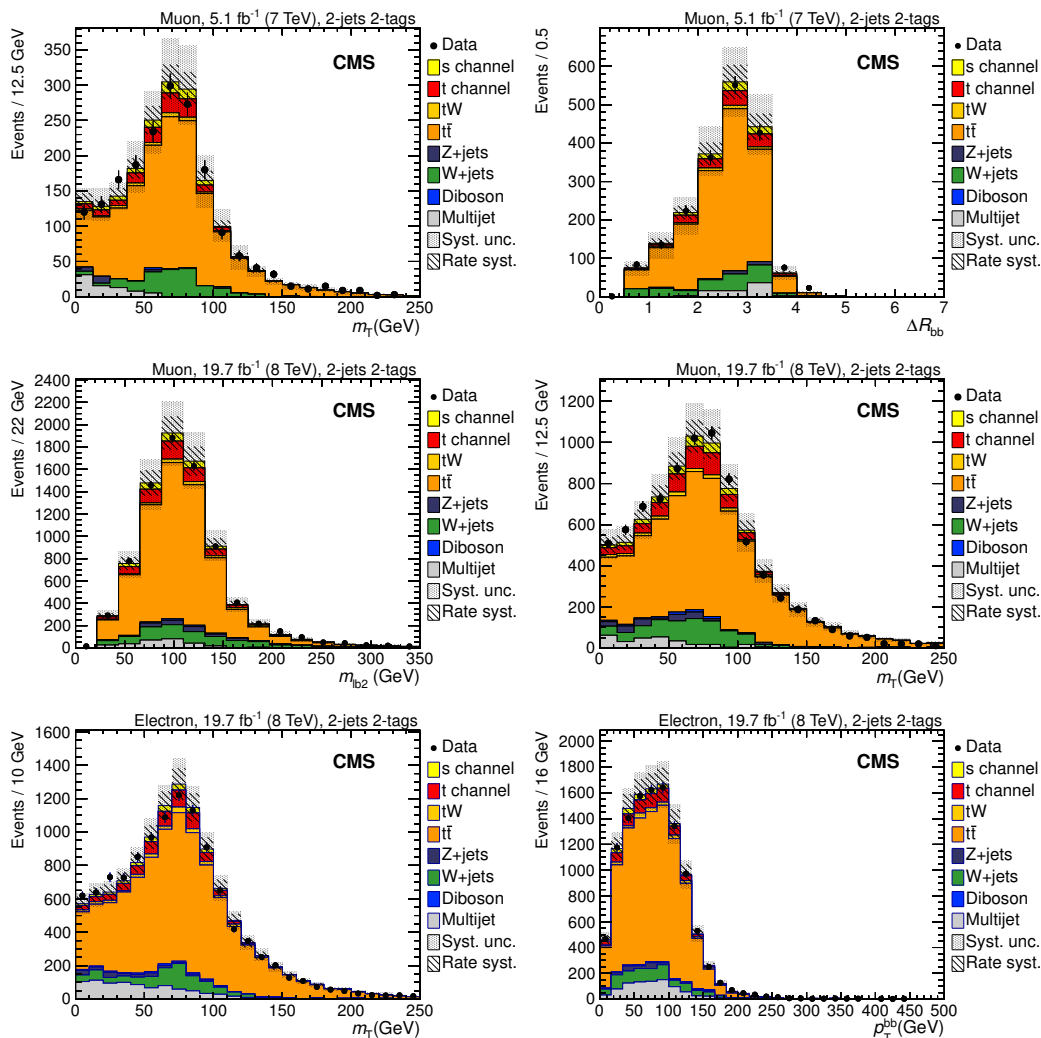 Muon, 5.1 fb⁻¹ (7 TeV), 2-jets 2-tags
Events / 12.5 GeV
350
300
250
200
150
100
50
0
CMS
Data
s channel
t channel
tW
tt̄
Z+jets
W+jets
Diboson
Multijet
Syst. unc.
Rate syst.
0 50 100 150 200 250
m_T(GeV)
Muon, 5.1 fb⁻¹ (7 TeV), 2-jets 2-tags
Events / 0.5
600
500
400
300
200
100
0
CMS
Data
s channel
t channel
tW
tt̄
Z+jets
W+jets
Diboson
Multijet
Syst. unc.
Rate syst.
0 1 2 3 4 5 6 7
ΔR_bb
Muon, 19.7 fb⁻¹ (8 TeV), 2-jets 2-tags
Events / 22 GeV
2400
2200
2000
1800
1600
1400
1200
1000
800
600
400
200
0
CMS
Data
s channel
t channel
tW
tt̄
Z+jets
W+jets
Diboson
Multijet
Syst. unc.
Rate syst.
0 50 100 150 200 250 300 350
m_lb2 (GeV)
Muon, 19.7 fb⁻¹ (8 TeV), 2-jets 2-tags
Events / 12.5 GeV
1200
1000
800
600
400
200
0
CMS
Data
s channel
t channel
tW
tt̄
Z+jets
W+jets
Diboson
Multijet
Syst. unc.
Rate syst.
0 50 100 150 200 250
m_T(GeV)
Electron, 19.7 fb⁻¹ (8 TeV), 2-jets 2-tags
Events / 10 GeV
1600
1400
1200
1000
800
600
400
200
0
CMS
Data
s channel
t channel
tW
tt̄
Z+jets
W+jets
Diboson
Multijet
Syst. unc.
Rate syst.
0 50 100 150 200 250
m_T(GeV)
Electron, 19.7 fb⁻¹ (8 TeV), 2-jets 2-tags
Events / 16 GeV
2000
1800
1600
1400
1200
1000
800
600
400
200
0
CMS
Data
s channel
t channel
tW
tt̄
Z+jets
W+jets
Diboson
Multijet
Syst. unc.
Rate syst.
0 50 100 150 200 250 300 350 400 450 500
p_T^bb(GeV)